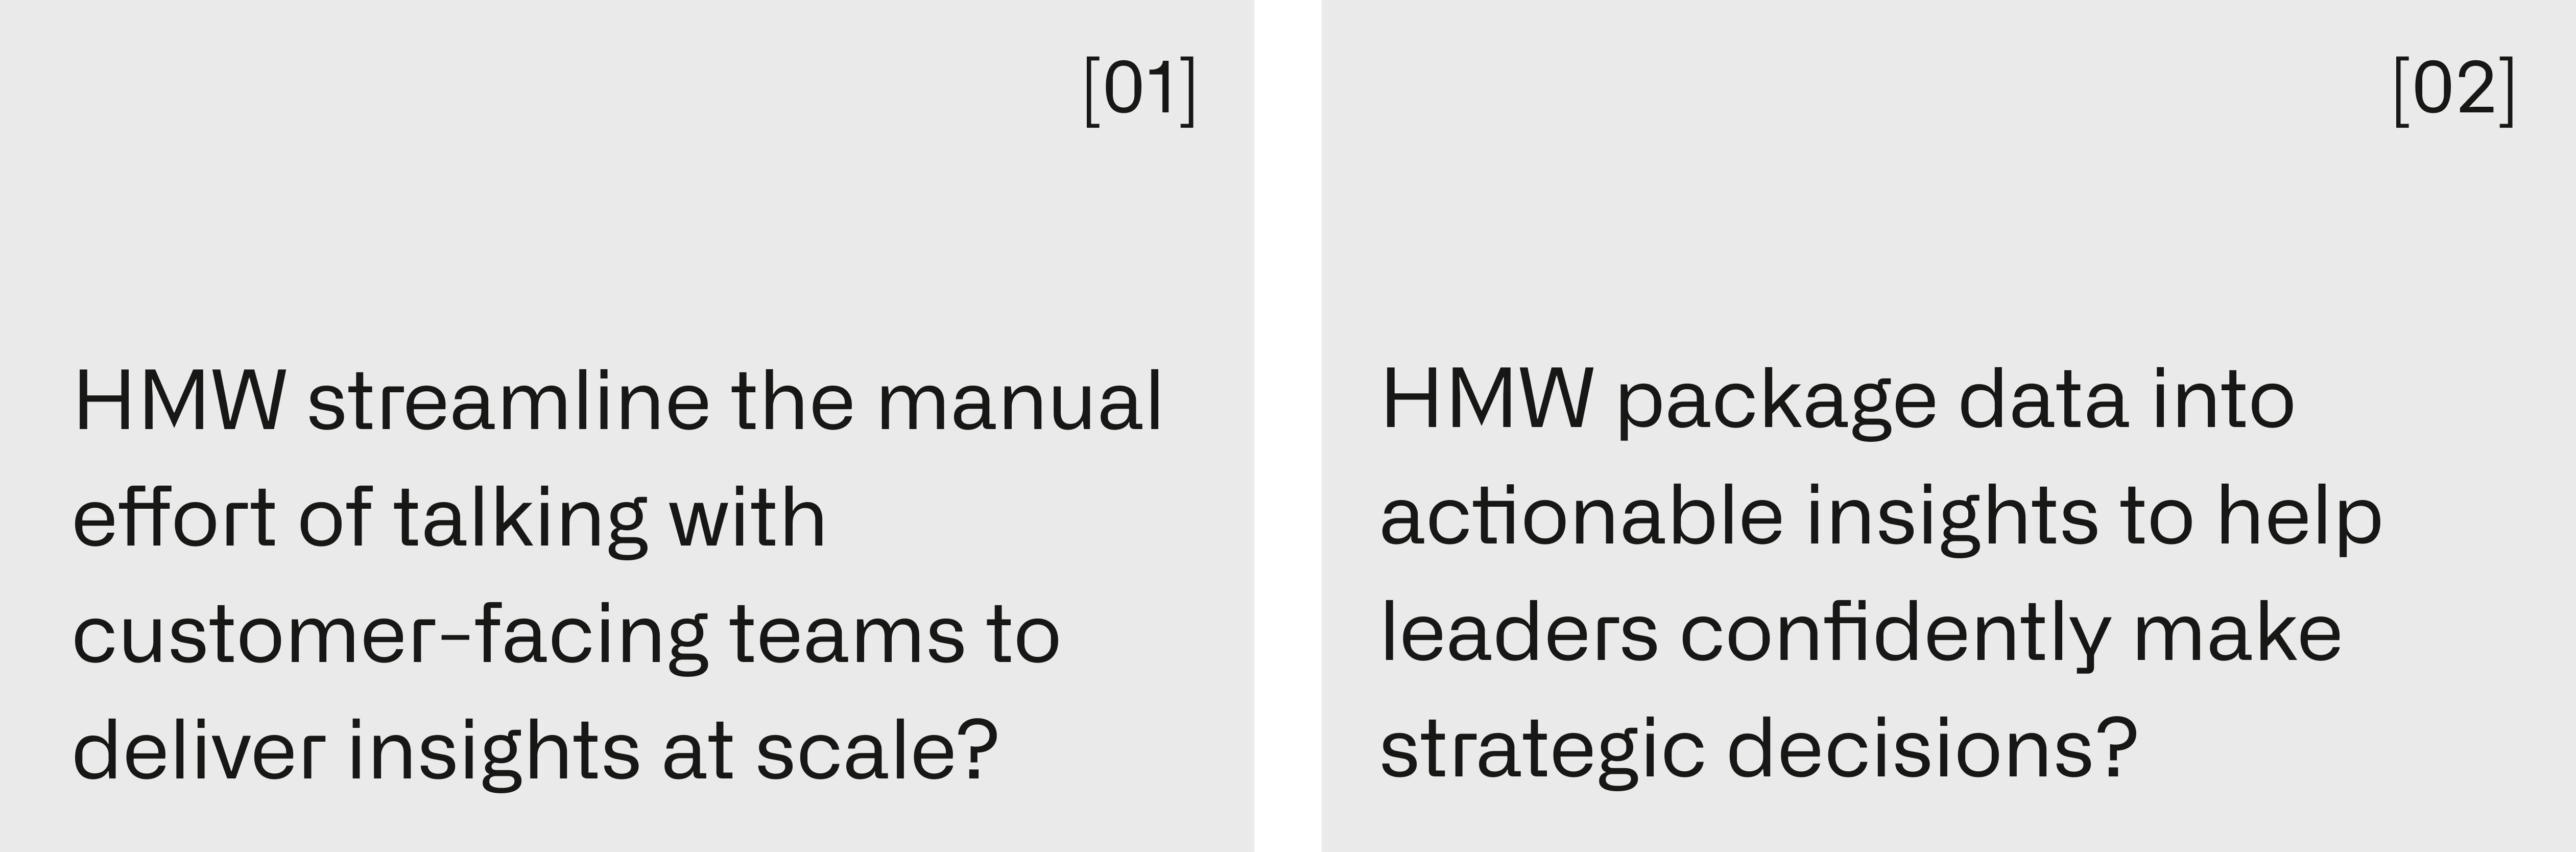 [01]
HMW streamline the manual
effort of talking with
customer-facing teams to
deliver insights at scale?
[02]
HMW package data into
actionable insights to help
leaders confidently make
strategic decisions?